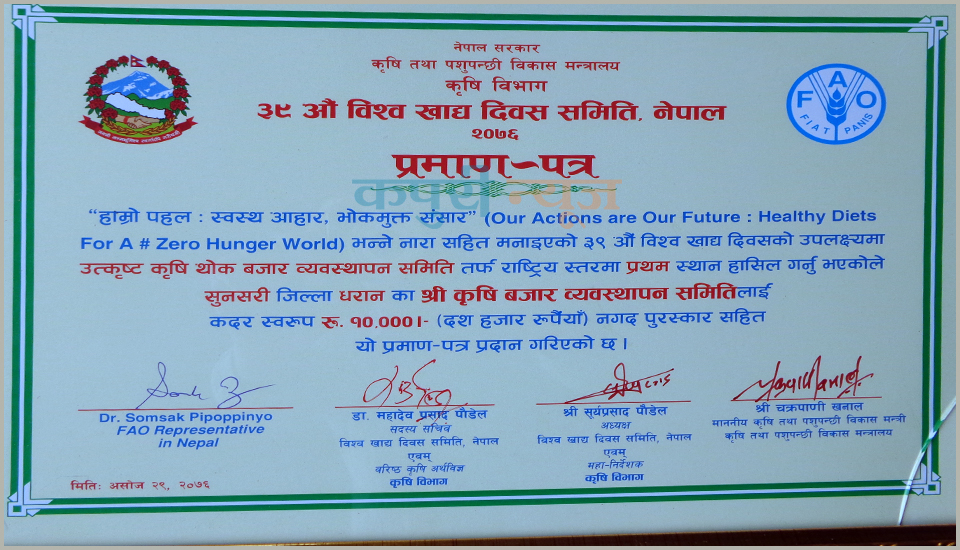 नेपाल सरकार
कृषि तथा पशुपन्छी विकास मन्त्रालय
कृषि विभाग
३९ औं विश्व खाद्य दिवस समिति, नेपाल
२०७६
प्रमाण-पत्र
कपुरी न्यूज
FAO
FIAT PANIS
“हाम्रो पहल : स्वस्थ आहार, भोकमुक्त संसार” (Our Actions are Our Future : Healthy Diets
For A # Zero Hunger World) भन्ने नारा सहित मनाइएको ३९ औं विश्व खाद्य दिवसको उपलक्ष्यमा
उत्कृष्ट कृषि थोक बजार व्यवस्थापन समिति तर्फ राष्ट्रिय स्तरमा प्रथम स्थान हासिल गर्नु भएकोले
सुनसरी जिल्ला धरान का श्री कृषि बजार व्यवस्थापन समितिलाई
कदर स्वरूप रू. १०,०००।- (दश हजार रूपैंयाँ) नगद पुरस्कार सहित
यो प्रमाण-पत्र प्रदान गरिएको छ ।
Dr. Somsak Pipoppinyo
FAO Representative
in Nepal
डा. महादेव प्रसाद पौडेल
सदस्य सचिव
विश्व खाद्य दिवस समिति, नेपाल
एवम्
वरिष्ठ कृषि अर्थविज्ञ
कृषि विभाग
श्री सुर्यप्रसाद पौडेल
अध्यक्ष
विश्व खाद्य दिवस समिति, नेपाल
एवम्
महा-निर्देशक
कृषि विभाग
श्री चक्रपाणी खनाल
माननीय कृषि तथा पशुपन्छी विकास मन्त्री
कृषि तथा पशुपन्छी विकास मन्त्रालय
मितिः असोज २९, २०७६